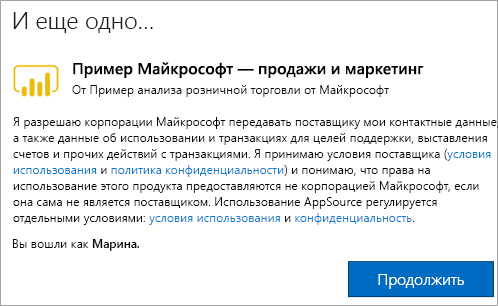 И еще одно...
Пример Майкрософт — продажи и маркетинг
От Пример анализа розничной торговли от Майкрософт
Я разрешаю корпорации Майкрософт передавать поставщику мои контактные данные,
а также данные об использовании и транзакциях для целей поддержки, выставления
счетов и прочих действий с транзакциями. Я принимаю условия поставщика (условия
использования и политика конфиденциальности) и понимаю, что права на
использование этого продукта предоставляются не корпорацией Майкрософт, если
она сама не является поставщиком. Использование AppSource регулируется
отдельными условиями: условия использования и конфиденциальность.
Вы вошли как Марина.
Продолжить